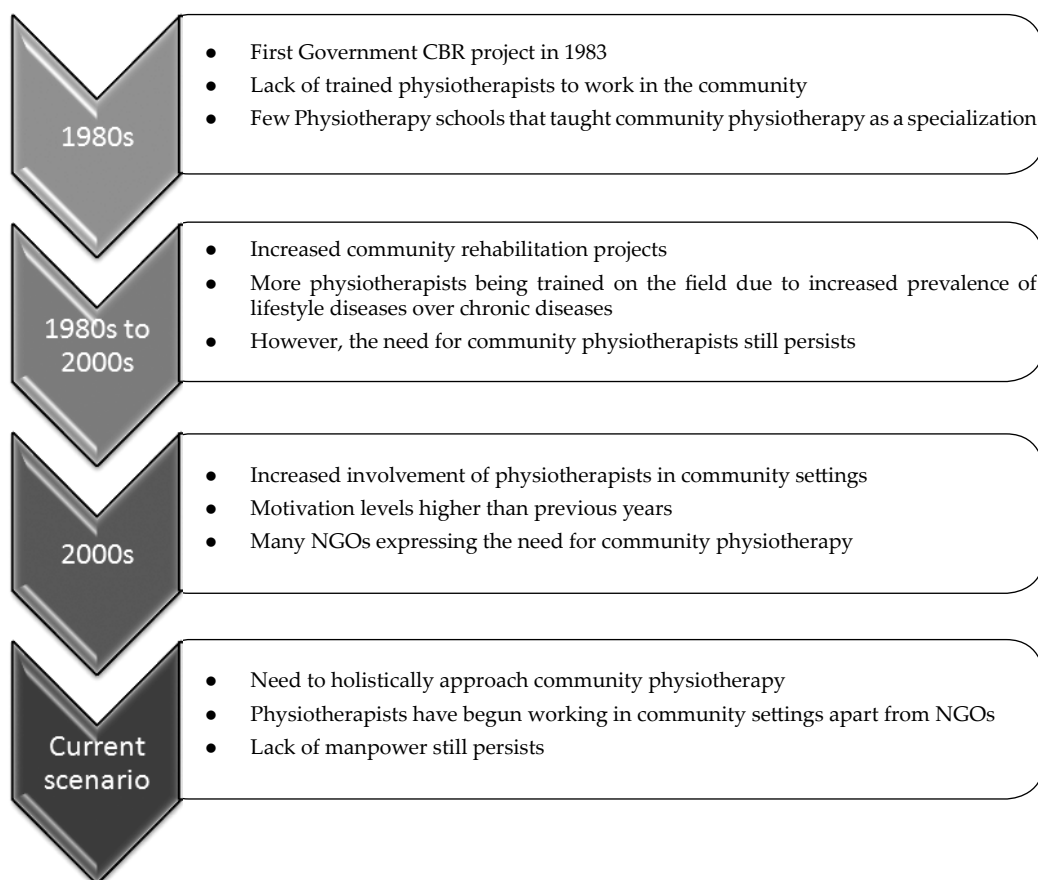 ● First Government CBR project in 1983
● Lack of trained physiotherapists to work in the community
● Few Physiotherapy schools that taught community physiotherapy as a specialization
1980s
● Increased community rehabilitation projects
● More physiotherapists being trained on the field due to increased prevalence of
lifestyle diseases over chronic diseases
● However, the need for community physiotherapists still persists
1980s to
2000s
● Increased involvement of physiotherapists in community settings
● Motivation levels higher than previous years
● Many NGOs expressing the need for community physiotherapy
2000s
● Need to holistically approach community physiotherapy
● Physiotherapists have begun working in community settings apart from NGOs
● Lack of manpower still persists
Current
scenario